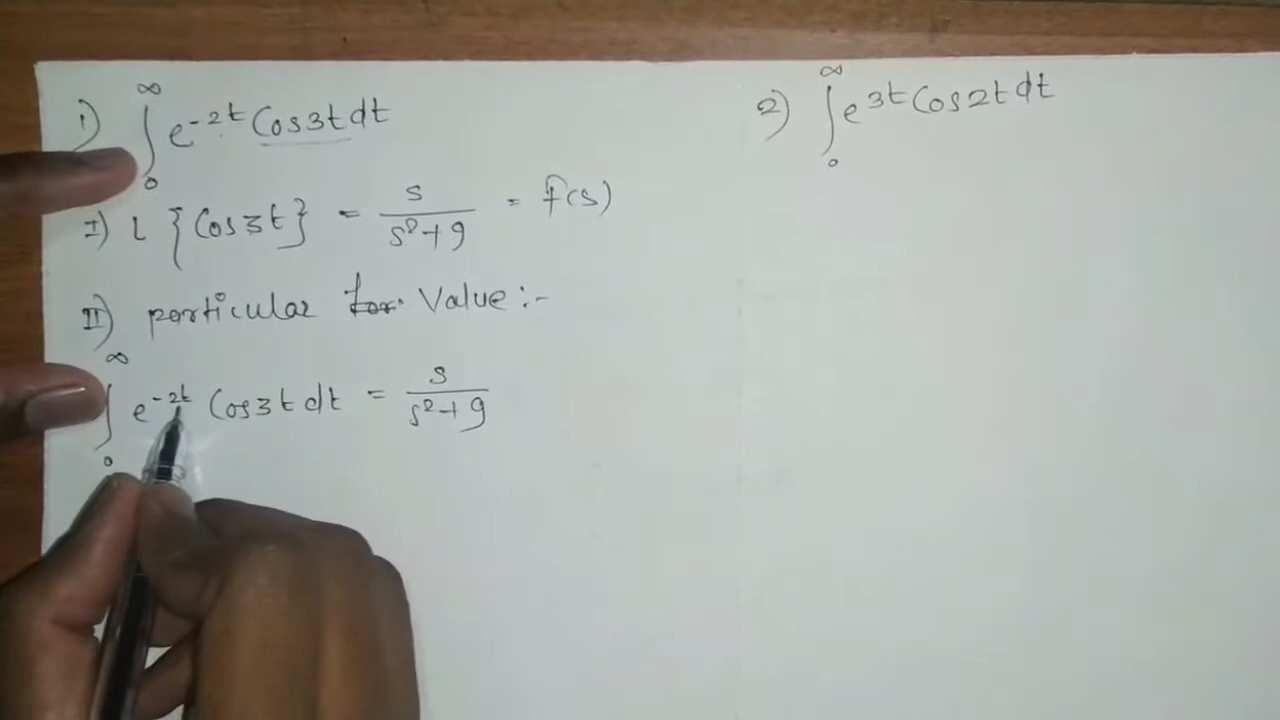 1) ∫₀^∞ e^-2t Cos3t dt
I) L {Cos3t} = s/(s²+9) = f(s)
II) particular for Value :-
∫₀^∞ e^-2t Cos3t dt = s/(s²+9)
2) ∫₀^∞ e^3t Cos2t dt